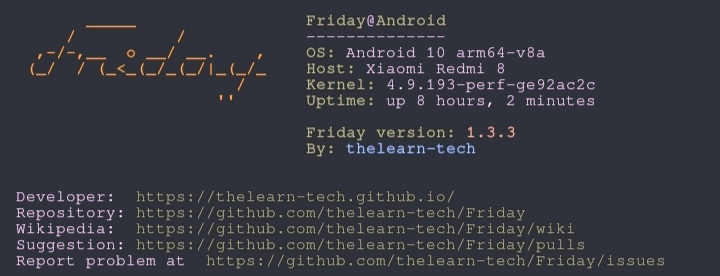 Friday
Friday@Android
--------------
OS: Android 10 arm64-v8a
Host: Xiaomi Redmi 8
Kernel: 4.9.193-perf-ge92ac2c
Uptime: up 8 hours, 2 minutes
Friday version: 1.3.3
By: thelearn-tech
Developer: https://thelearn-tech.github.io/
Repository: https://github.com/thelearn-tech/Friday
Wikipedia: https://github.com/thelearn-tech/Friday/wiki
Suggestion: https://github.com/thelearn-tech/Friday/pulls
Report problem at https://github.com/thelearn-tech/Friday/issues